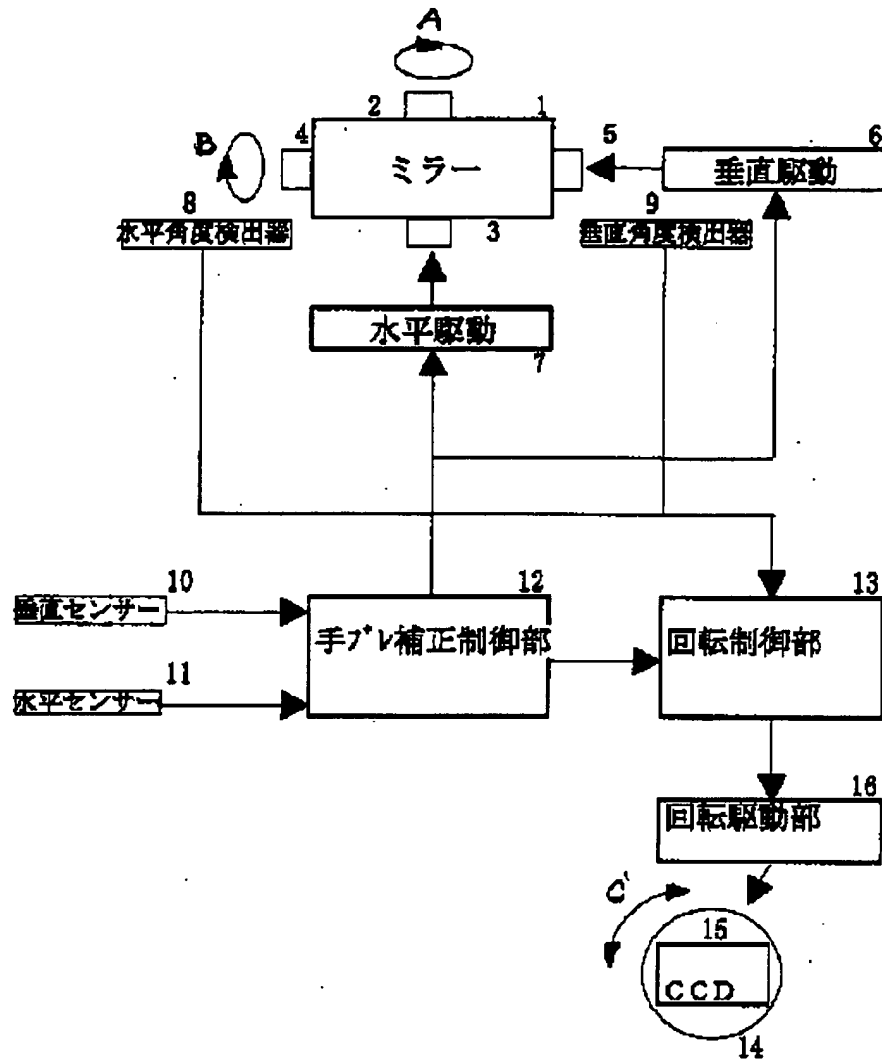 A
2
1
B
4
ミラー
5
6
垂直駆動
8
水平角度検出器
3
9
垂直角度検出器
水平駆動
7
10
垂直センサー
12
手ブレ補正制御部
13
回転制御部
11
水平センサー
16
回転駆動部
C'
15
CCD
14